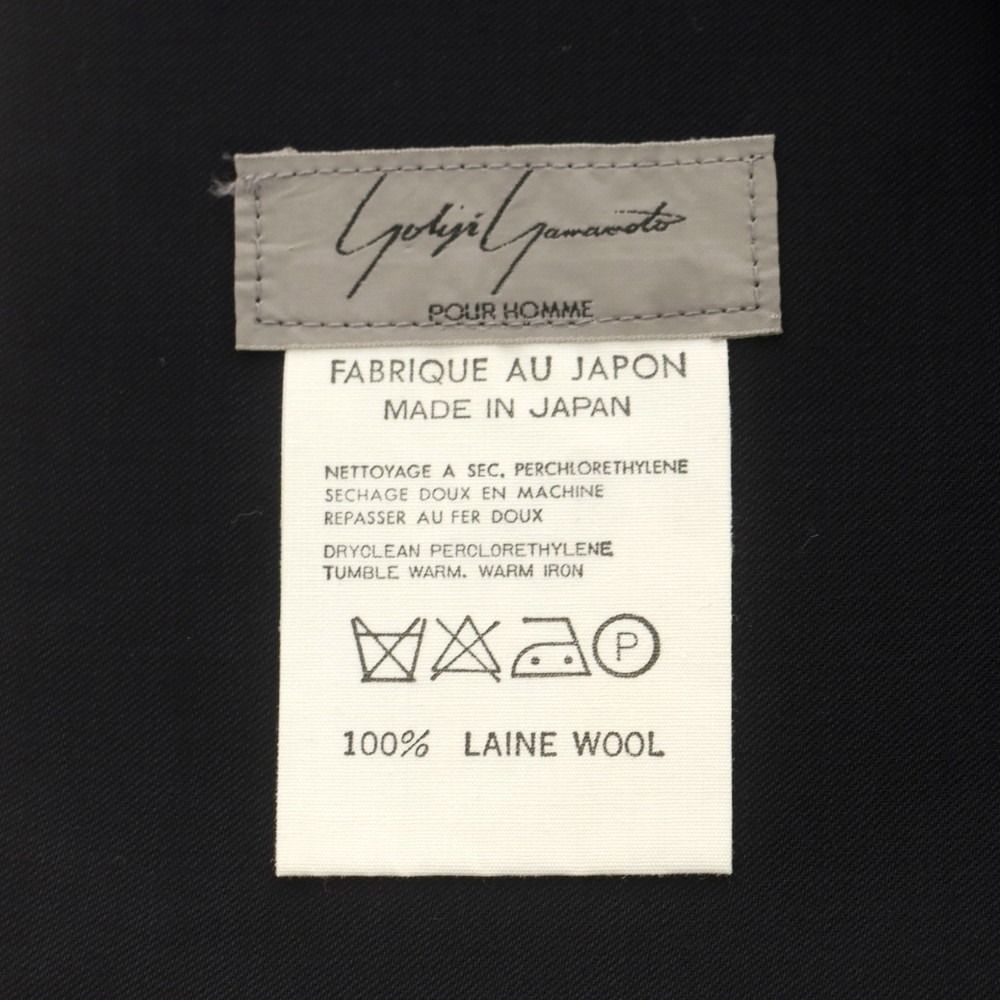 Yohji Yamamoto
POUR HOMME
FABRIQUE AU JAPON
MADE IN JAPAN
NETTOYAGE A SEC, PERCHLORETHYLENE
SECHAGE DOUX EN MACHINE
REPASSER AU FER DOUX
DRYCLEAN PERCLORETHYLENE
TUMBLE WARM. WARM IRON
P
100% LAINE WOOL